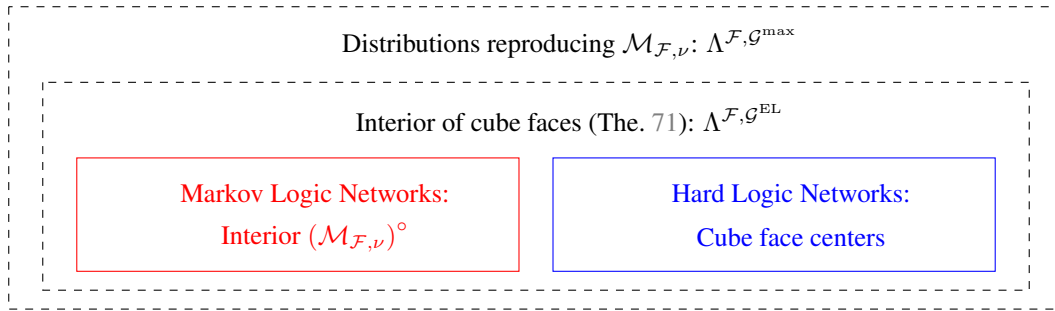 Distributions reproducing $\mathcal{M}_{\mathcal{F},\nu}$: $\Lambda^{\mathcal{F},\mathcal{G}^{\mathrm{max}}}$
Interior of cube faces (The. 71): $\Lambda^{\mathcal{F},\mathcal{G}^{\mathrm{EL}}}$
Markov Logic Networks:
Interior $(\mathcal{M}_{\mathcal{F},\nu})^{\circ}$
Hard Logic Networks:
Cube face centers